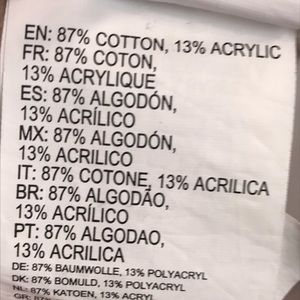 EN: 87% COTTON, 13% ACRYLIC
FR: 87% COTON,
13% ACRYLIQUE
ES: 87% ALGODÓN,
13% ACRÍLICO
MX: 87% ALGODÓN,
13% ACRILICO
IT: 87% COTONE, 13% ACRILICA
BR: 87% ALGODÃO,
13% ACRÍLICO
PT: 87% ALGODAO,
13% ACRILICA
DE: 87% BAUMWOLLE, 13% POLYACRYL
DK: 87% BOMULD, 13% POLYACRYL
NL: 87% KATOEN, 13% ACRYL
GR: 87%